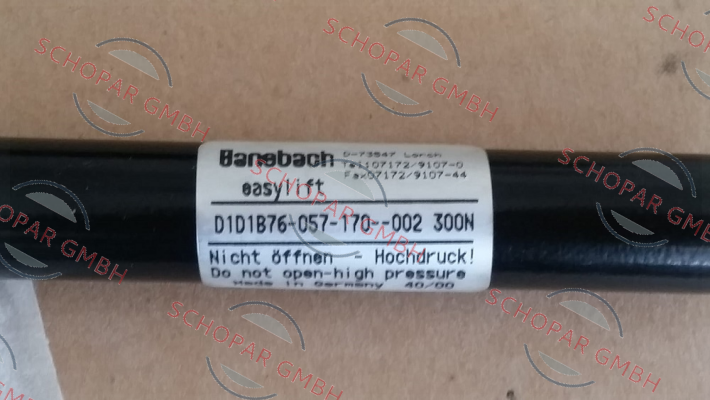 Bansbach
D-73547 Lorch
Tel:07172/9107-0
Fax07172/9107-44
easylift
D1D1B76-057-170--002 300N
Nicht öffnen - Hochdruck!
Do not open-high pressure
Made in Germany 40/00
SCHOPAR GMBH
SCHOPAR GMBH
SCHOPAR GMBH
SCHOPAR GMBH
SCHOPAR GMBH
SCHOPAR GMBH
SCHOPAR GMBH